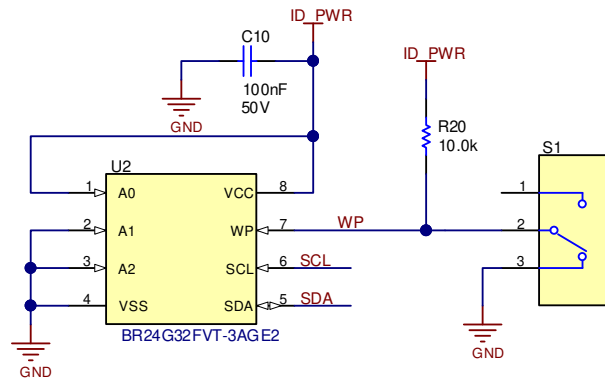 ID_PWR
C10
100nF
50V
GND
ID_PWR
R20
10.0k
S1
U2
1 A0 VCC 8
2 A1 WP 7 WP
3 A2 SCL 6 SCL
4 VSS SDA 5 SDA
BR24G32FVT-3AGE2
GND
1
2
3
GND